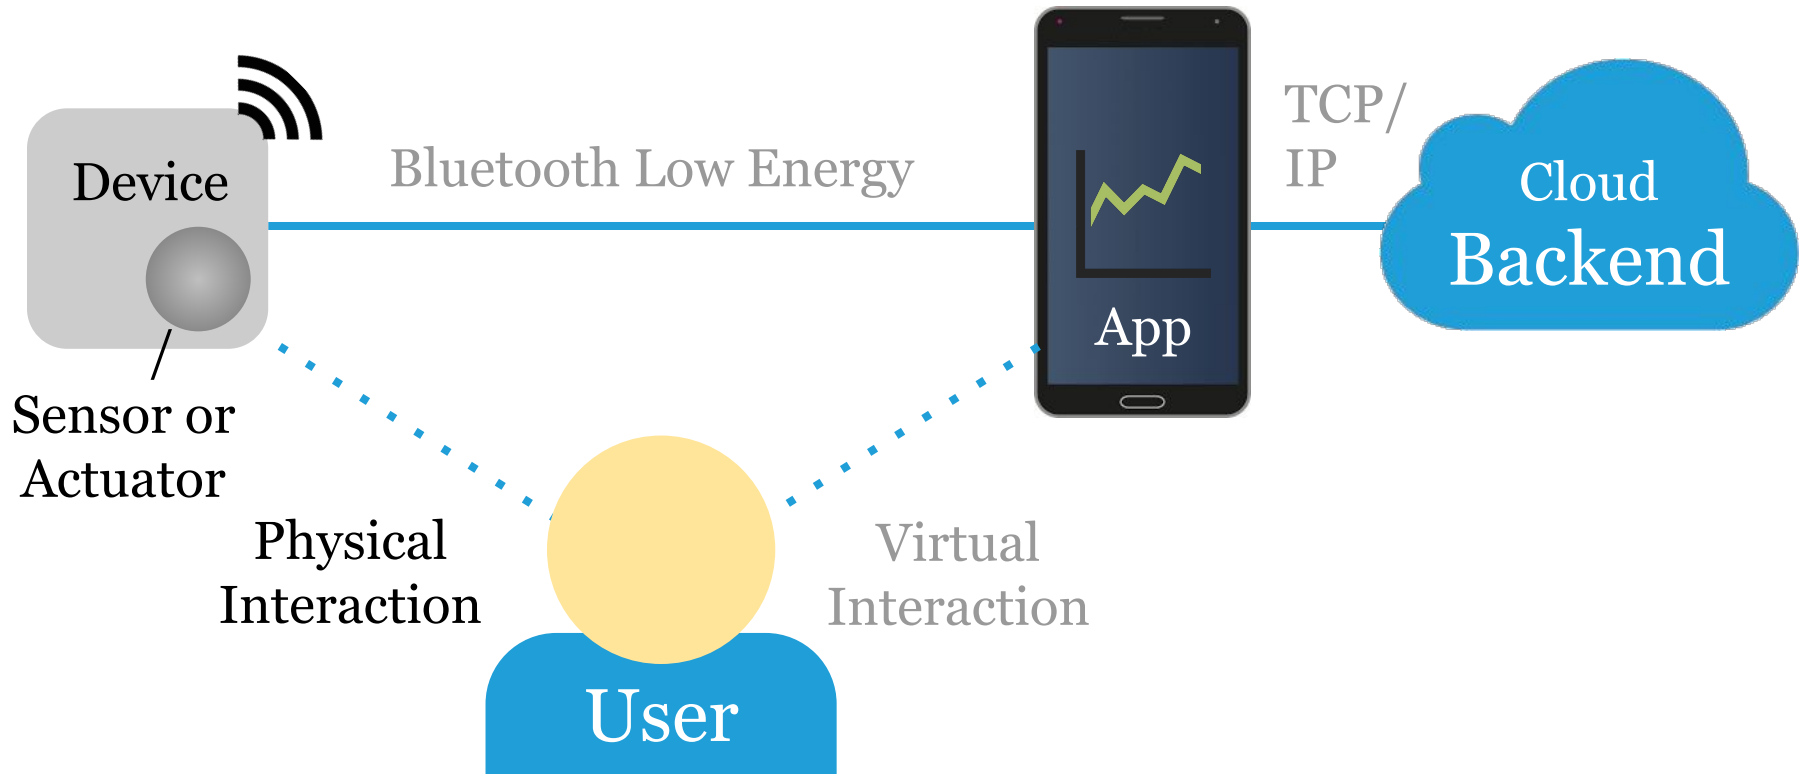 Device
Bluetooth Low Energy
TCP/
IP
Cloud
Backend
App
Sensor or
Actuator
Physical
Interaction
Virtual
Interaction
User